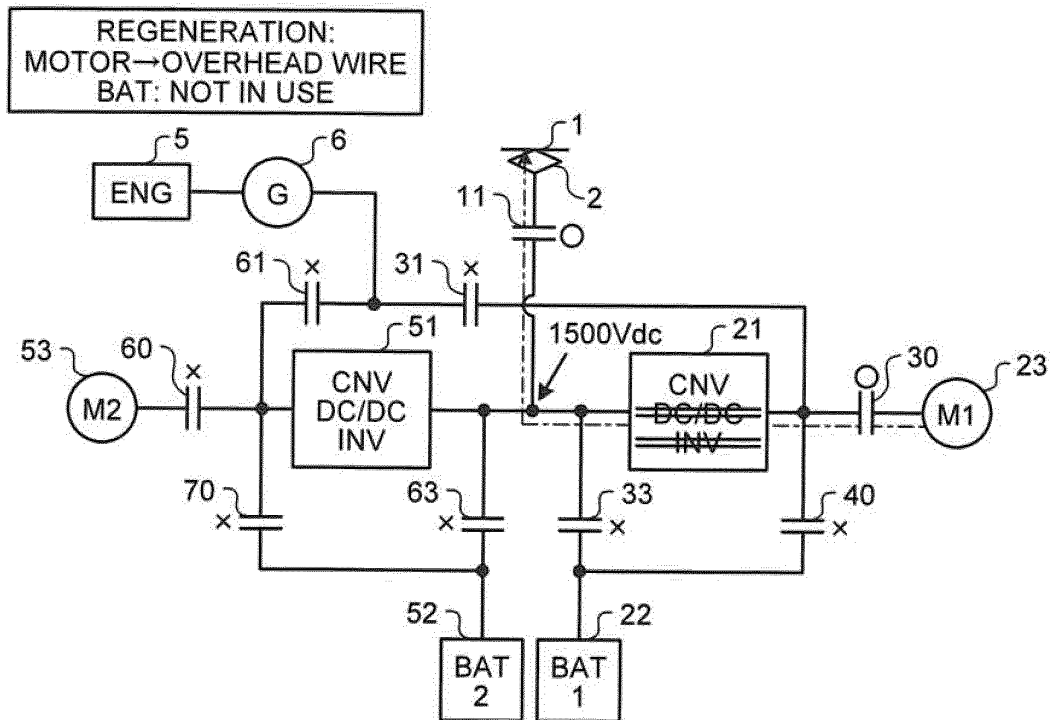 REGENERATION:
MOTOR→OVERHEAD WIRE
BAT: NOT IN USE
5
6
1
ENG
G
11
2
○
61
×
31
×
1500Vdc
51
21
53
60
×
30
○
23
M2
CNV
DC/DC
INV
CNV
DC/DC
INV
M1
70
×
63
×
33
×
40
×
52
22
BAT
2
BAT
1